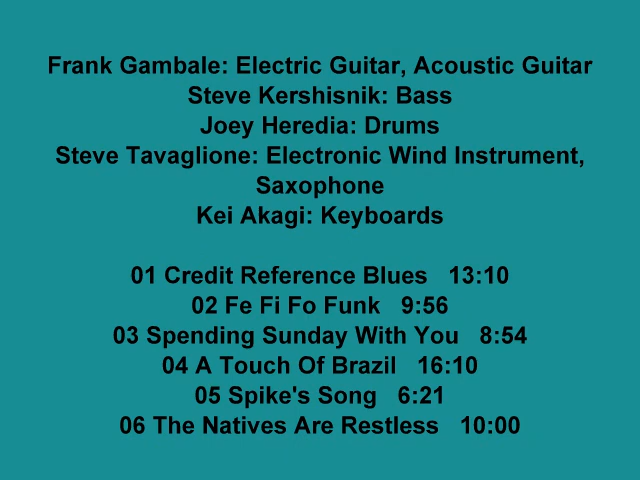 Frank Gambale: Electric Guitar, Acoustic Guitar
Steve Kershisnik: Bass
Joey Heredia: Drums
Steve Tavaglione: Electronic Wind Instrument,
Saxophone
Kei Akagi: Keyboards
01 Credit Reference Blues   13:10
02 Fe Fi Fo Funk   9:56
03 Spending Sunday With You   8:54
04 A Touch Of Brazil   16:10
05 Spike's Song   6:21
06 The Natives Are Restless   10:00